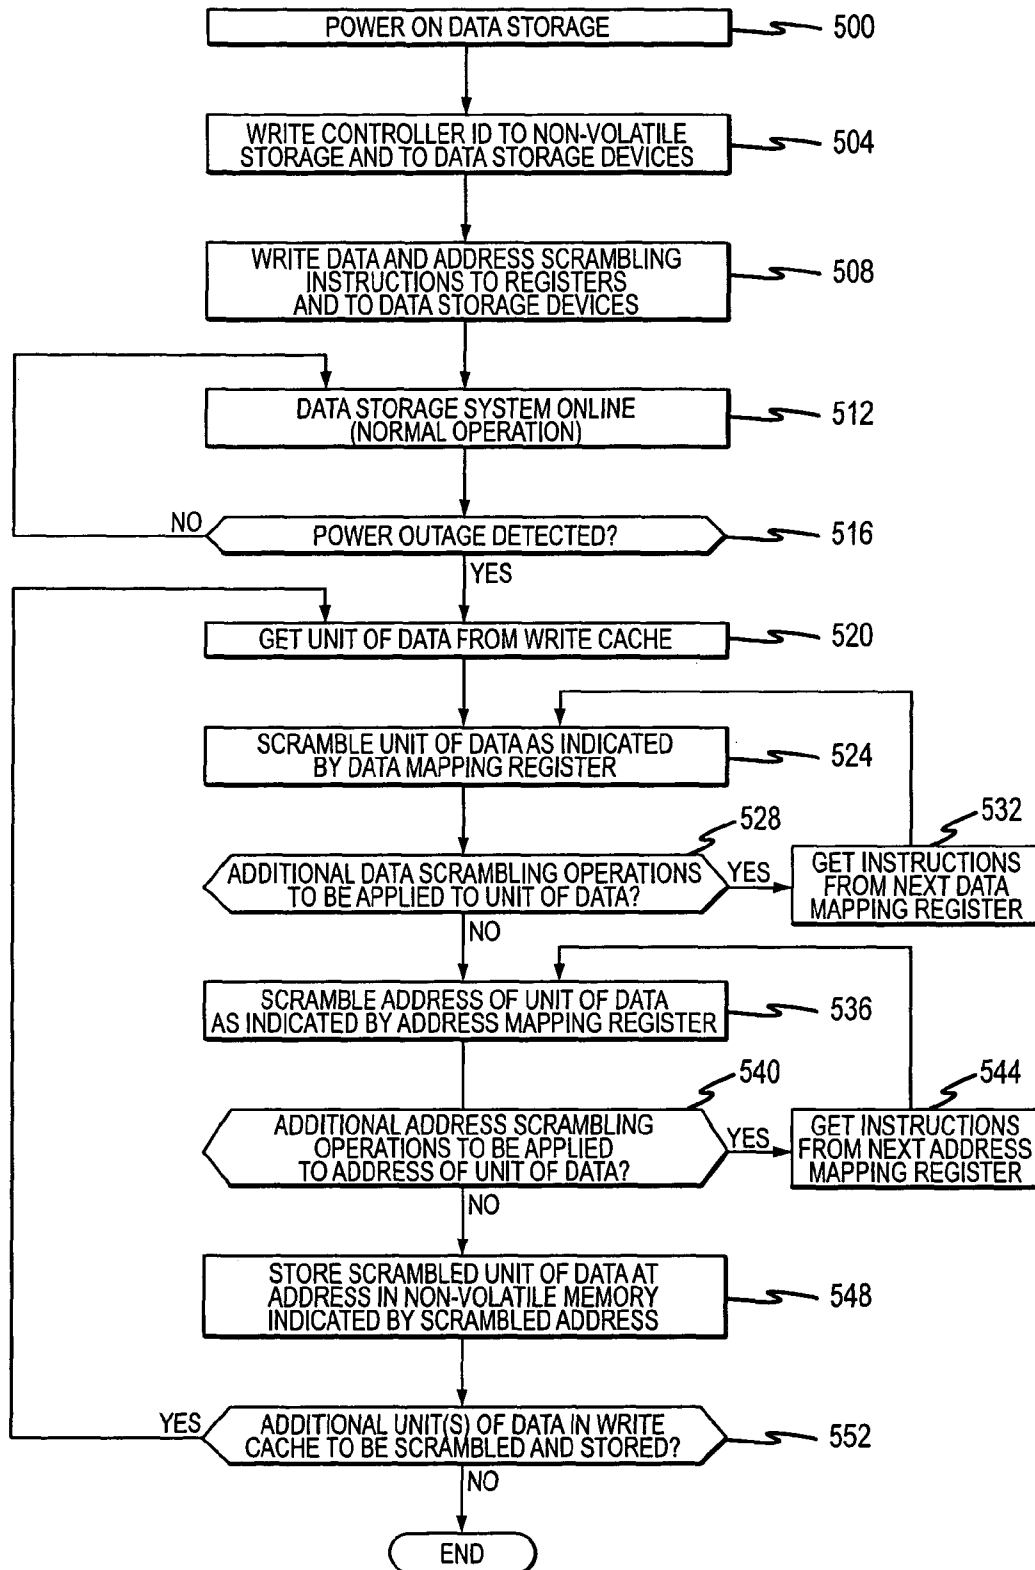 POWER ON DATA STORAGE
500
WRITE CONTROLLER ID TO NON-VOLATILE
STORAGE AND TO DATA STORAGE DEVICES
504
WRITE DATA AND ADDRESS SCRAMBLING
INSTRUCTIONS TO REGISTERS
AND TO DATA STORAGE DEVICES
508
DATA STORAGE SYSTEM ONLINE
(NORMAL OPERATION)
512
NO
POWER OUTAGE DETECTED?
516
YES
GET UNIT OF DATA FROM WRITE CACHE
520
SCRAMBLE UNIT OF DATA AS INDICATED
BY DATA MAPPING REGISTER
524
528
532
ADDITIONAL DATA SCRAMBLING OPERATIONS
TO BE APPLIED TO UNIT OF DATA?
YES
GET INSTRUCTIONS
FROM NEXT DATA
MAPPING REGISTER
NO
SCRAMBLE ADDRESS OF UNIT OF DATA
AS INDICATED BY ADDRESS MAPPING REGISTER
536
540
544
ADDITIONAL ADDRESS SCRAMBLING
OPERATIONS TO BE APPLIED
TO ADDRESS OF UNIT OF DATA?
YES
GET INSTRUCTIONS
FROM NEXT ADDRESS
MAPPING REGISTER
NO
STORE SCRAMBLED UNIT OF DATA AT
ADDRESS IN NON-VOLATILE MEMORY
INDICATED BY SCRAMBLED ADDRESS
548
YES
ADDITIONAL UNIT(S) OF DATA IN WRITE
CACHE TO BE SCRAMBLED AND STORED?
552
NO
END